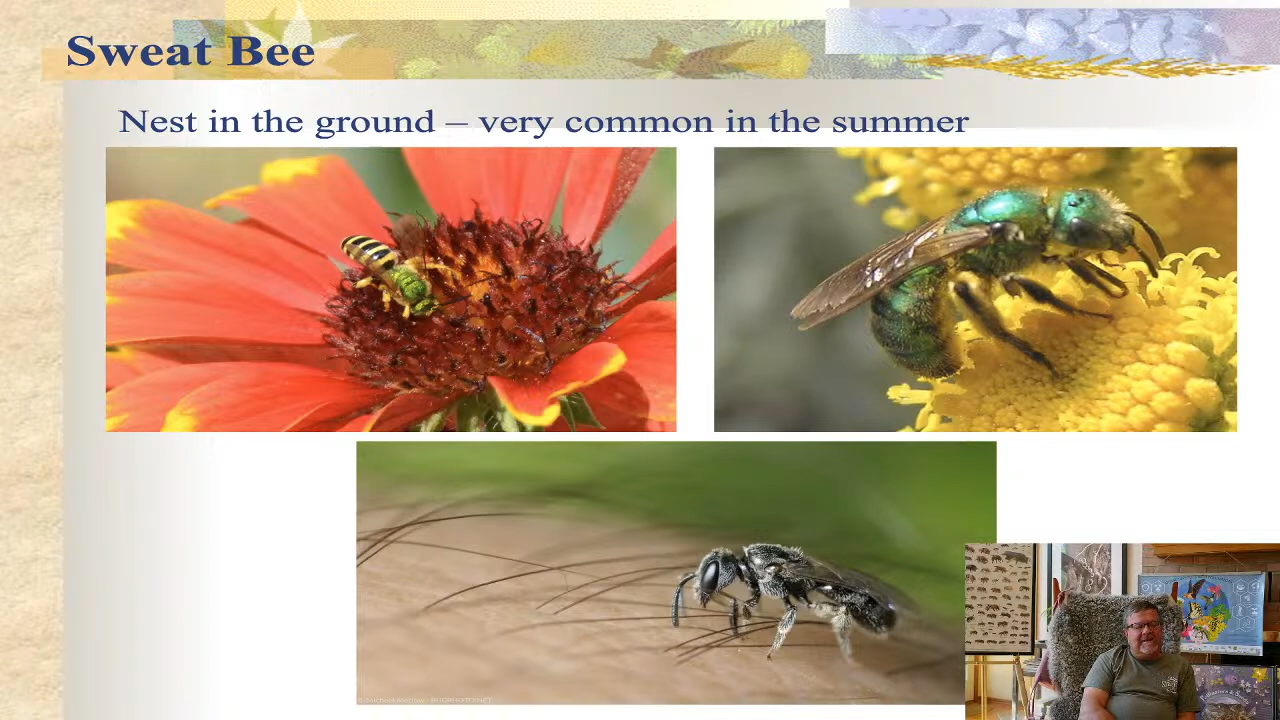 Sweat Bee
Nest in the ground – very common in the summer